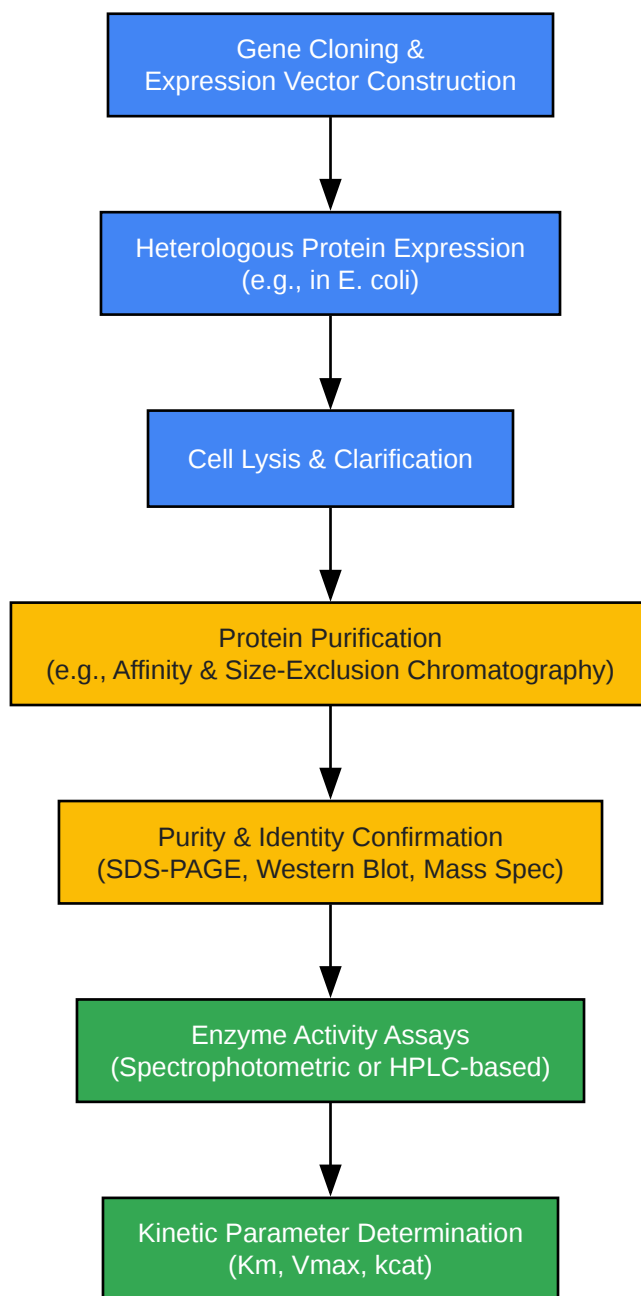 Gene Cloning &
Expression Vector Construction
Heterologous Protein Expression
(e.g., in E. coli)
Cell Lysis & Clarification
Protein Purification
(e.g., Affinity & Size-Exclusion Chromatography)
Purity & Identity Confirmation
(SDS-PAGE, Western Blot, Mass Spec)
Enzyme Activity Assays
(Spectrophotometric or HPLC-based)
Kinetic Parameter Determination
(Km, Vmax, kcat)